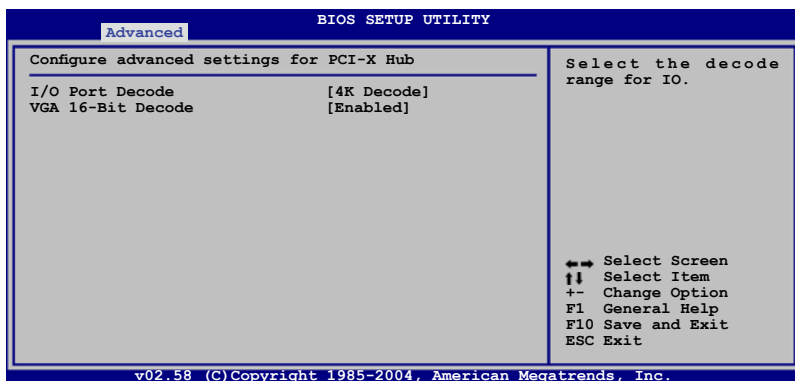 BIOS SETUP UTILITY
Advanced
Configure advanced settings for PCI-X Hub
I/O Port Decode [4K Decode]
VGA 16-Bit Decode [Enabled]
Select the decode
range for IO.
←→ Select Screen
↑↓ Select Item
+- Change Option
F1 General Help
F10 Save and Exit
ESC Exit
v02.58 (C)Copyright 1985-2004, American Megatrends, Inc.